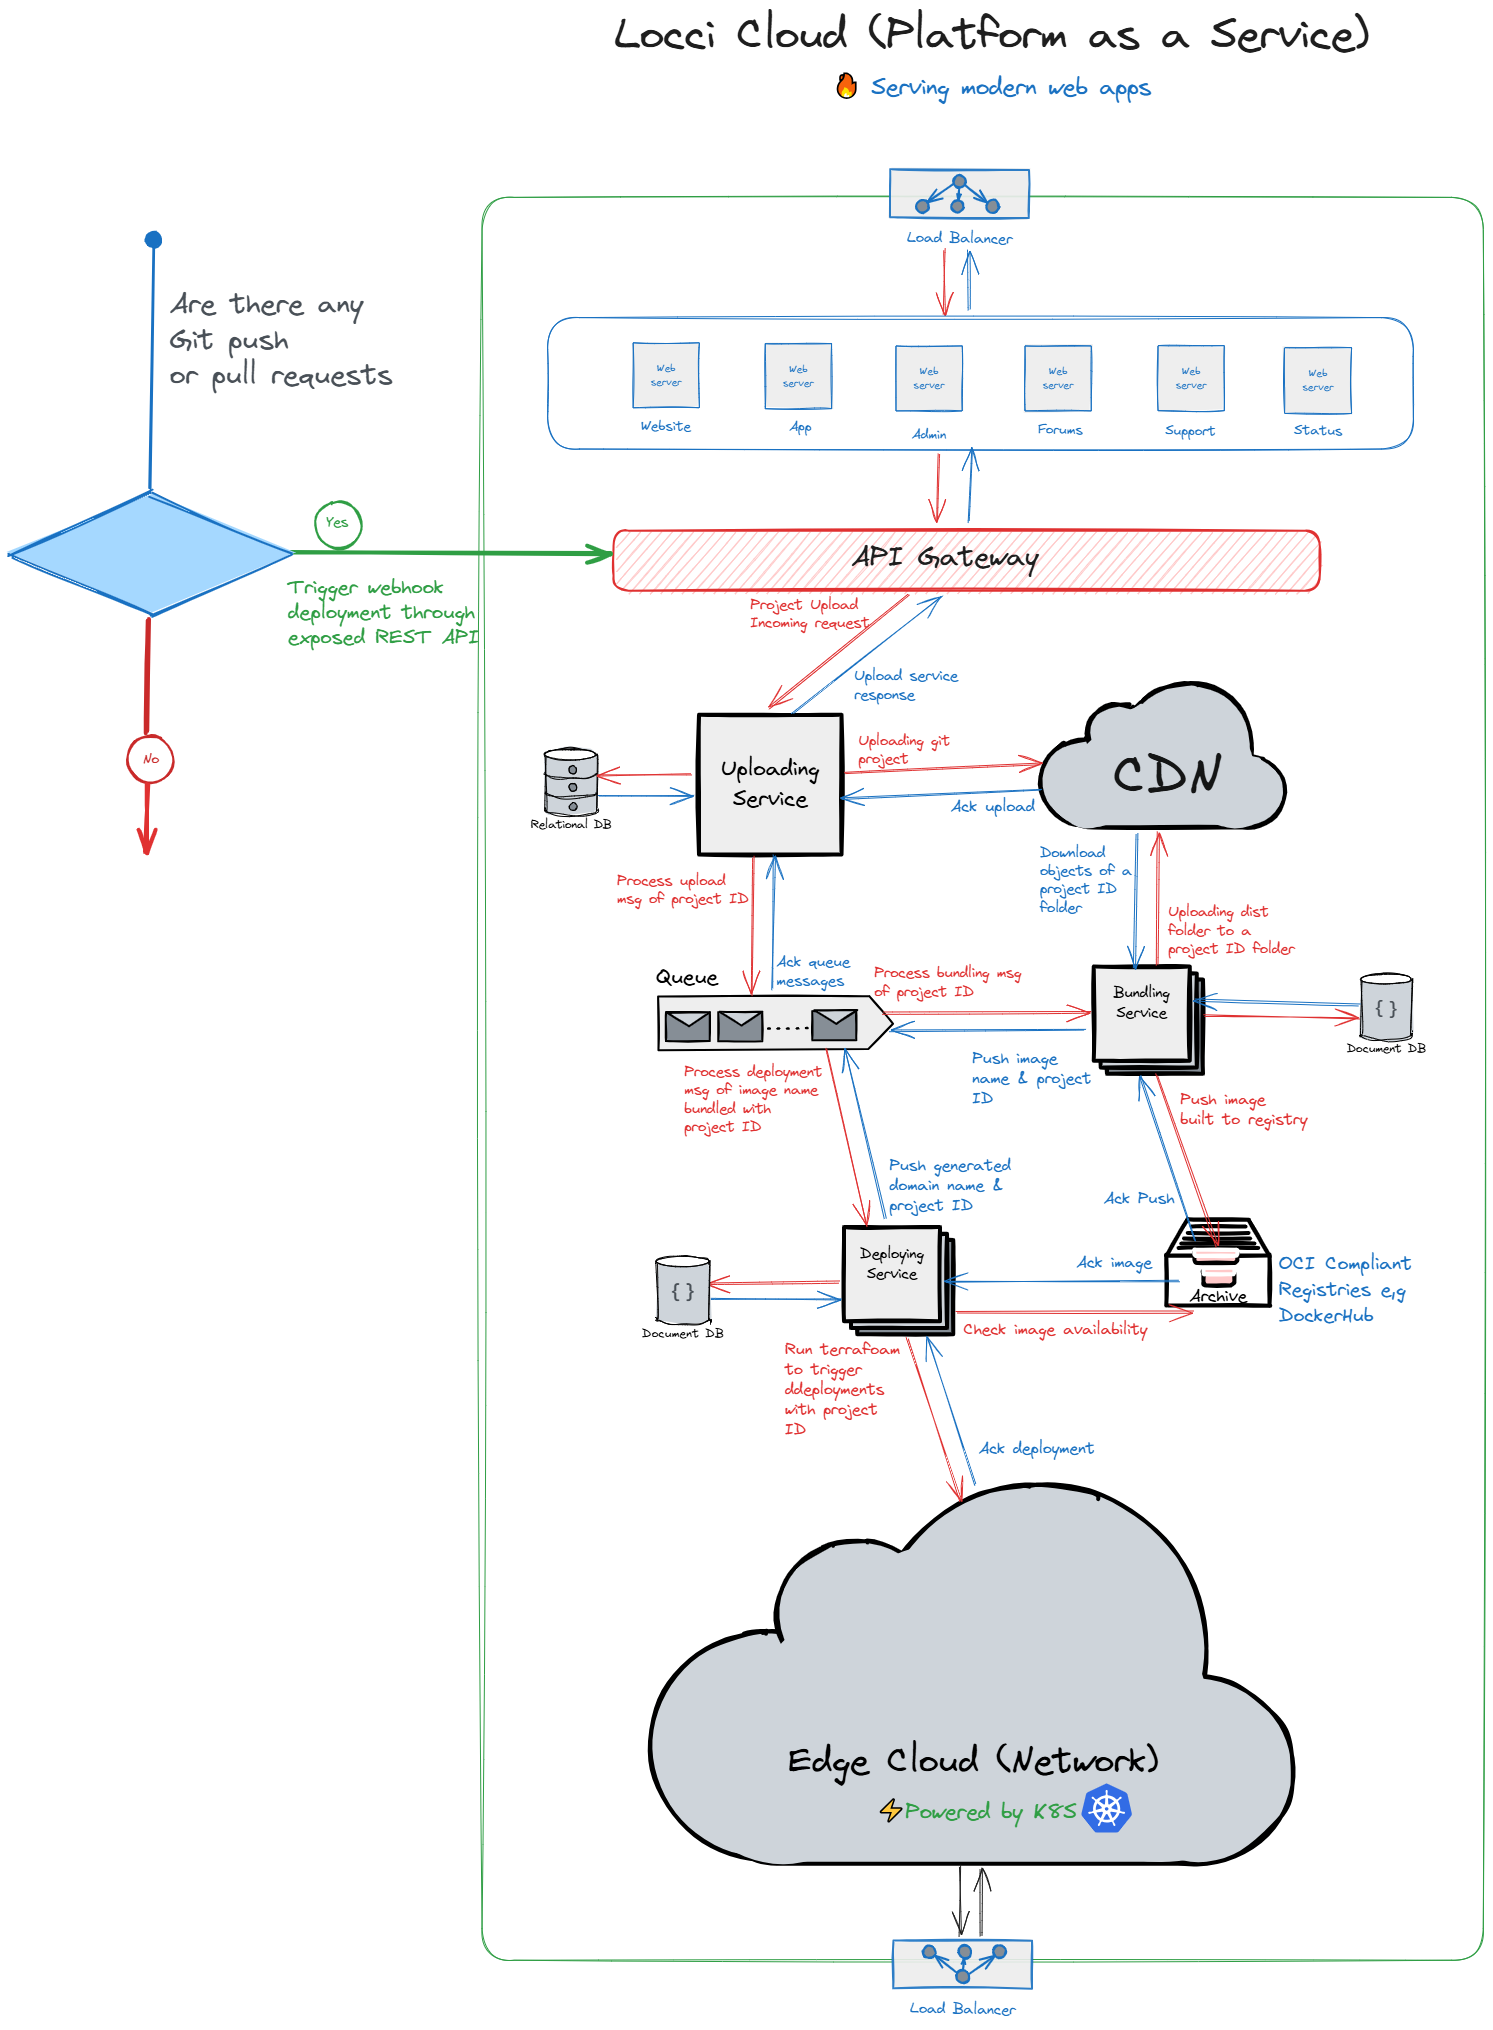 Locci Cloud (Platform as a Service)
🔥 Serving modern web apps
Load Balancer
Are there any
Git push
or pull requests
Web
server
Website
Web
server
App
Web
server
Admin
Web
server
Forums
Web
server
Support
Web
server
Status
Yes
API Gateway
Trigger webhook
deployment through
exposed REST API
No
Project Upload
Incoming request
Upload service
response
Uploading
Service
Relational DB
Uploading git
project
Ack upload
CDN
Process upload
msg of project ID
Ack queue
messages
Download
objects of a
project ID
folder
Uploading dist
folder to a
project ID folder
Queue
Process bundling msg
of project ID
Bundling
Service
{ }
Document DB
Push image
name & project
ID
Process deployment
msg of image name
bundled with
project ID
Push image
built to registry
Push generated
domain name &
project ID
Ack Push
Deploying
Service
{ }
Document DB
Ack image
Archive
OCI Compliant
Registries e,g
DockerHub
Check image availability
Run terrafoam
to trigger
ddeployments
with project
ID
Ack deployment
Edge Cloud (Network)
⚡Powered by K8S
Load Balancer